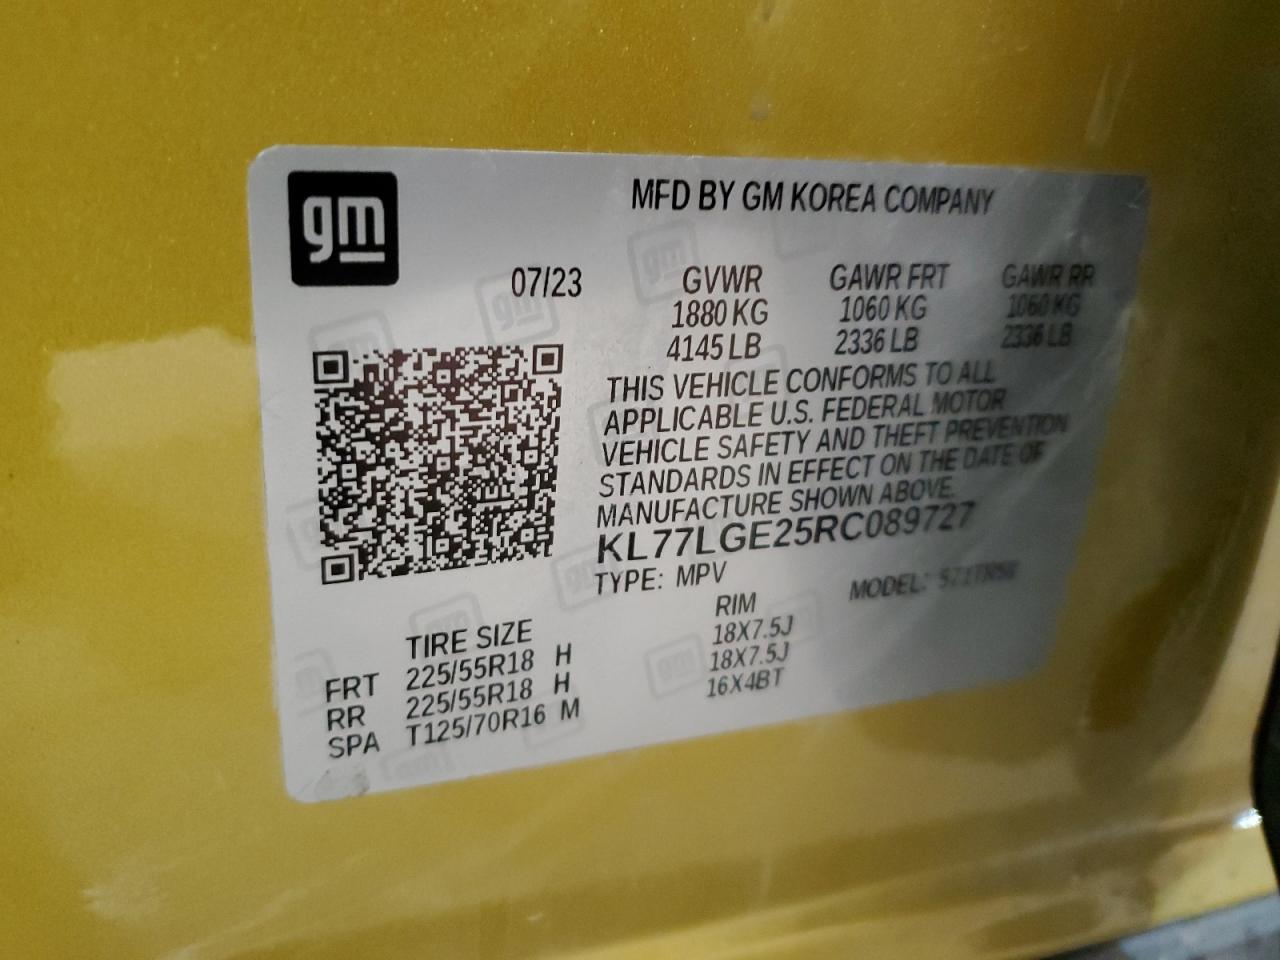 gm
MFD BY GM KOREA COMPANY
07/23 GVWR GAWR FRT GAWR RR
1880 KG 1060 KG 1060 KG
4145 LB 2336 LB 2336 LB
THIS VEHICLE CONFORMS TO ALL
APPLICABLE U.S. FEDERAL MOTOR
VEHICLE SAFETY AND THEFT PREVENTION
STANDARDS IN EFFECT ON THE DATE OF
MANUFACTURE SHOWN ABOVE.
KL77LGE25RC089727
TYPE: MPV MODEL:
TIRE SIZE RIM
FRT 225/55R18 H 18X7.5J
RR 225/55R18 H 18X7.5J
SPA T125/70R16 M 16X4BT